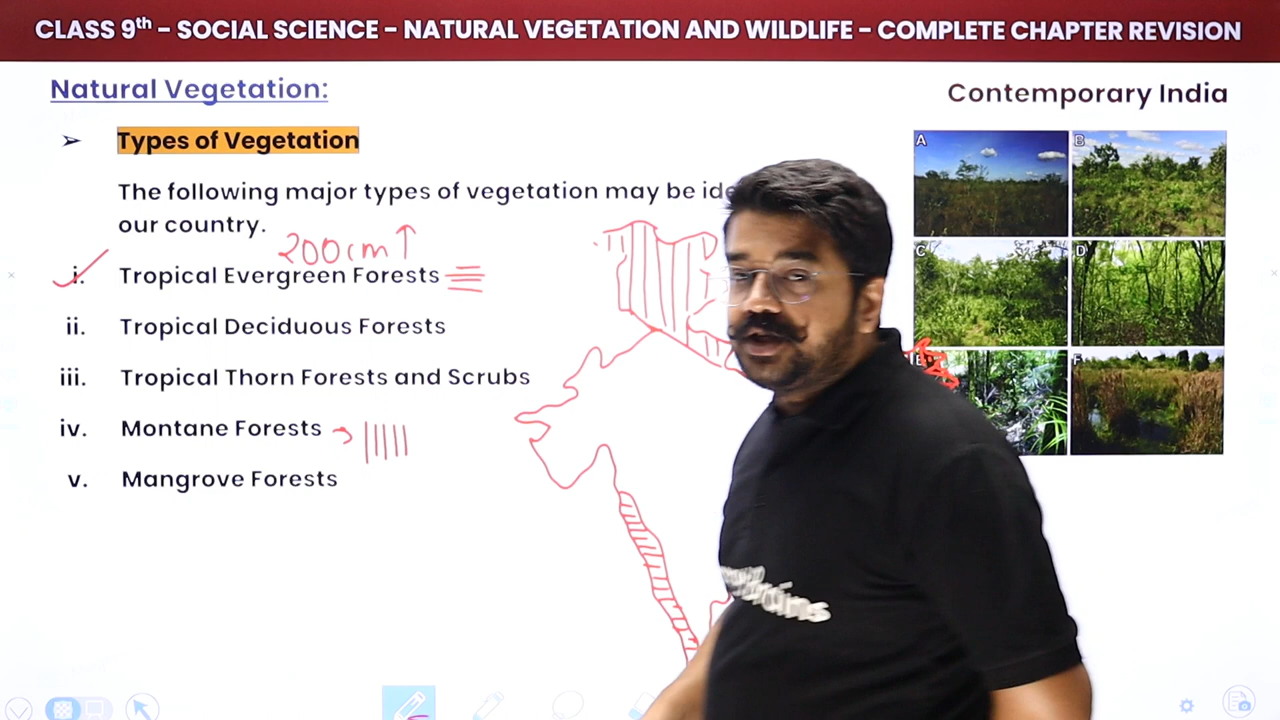 CLASS 9th – SOCIAL SCIENCE – NATURAL VEGETATION AND WILDLIFE – COMPLETE CHAPTER REVISION
Natural Vegetation:
Contemporary India
➢ Types of Vegetation
The following major types of vegetation may be ide
our country.
200cm↑
i. Tropical Evergreen Forests
ii. Tropical Deciduous Forests
iii. Tropical Thorn Forests and Scrubs
iv. Montane Forests
v. Mangrove Forests
A B
C D
E F